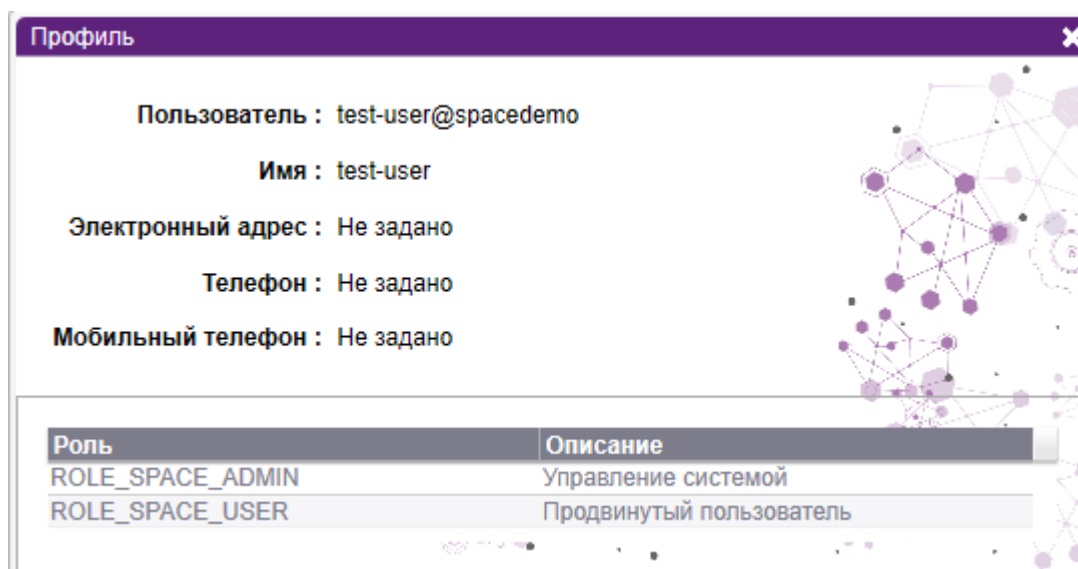 Профиль
Пользователь : test-user@spacedemo
Имя : test-user
Электронный адрес : Не задано
Телефон : Не задано
Мобильный телефон : Не задано
Роль Описание
ROLE_SPACE_ADMIN Управление системой
ROLE_SPACE_USER Продвинутый пользователь